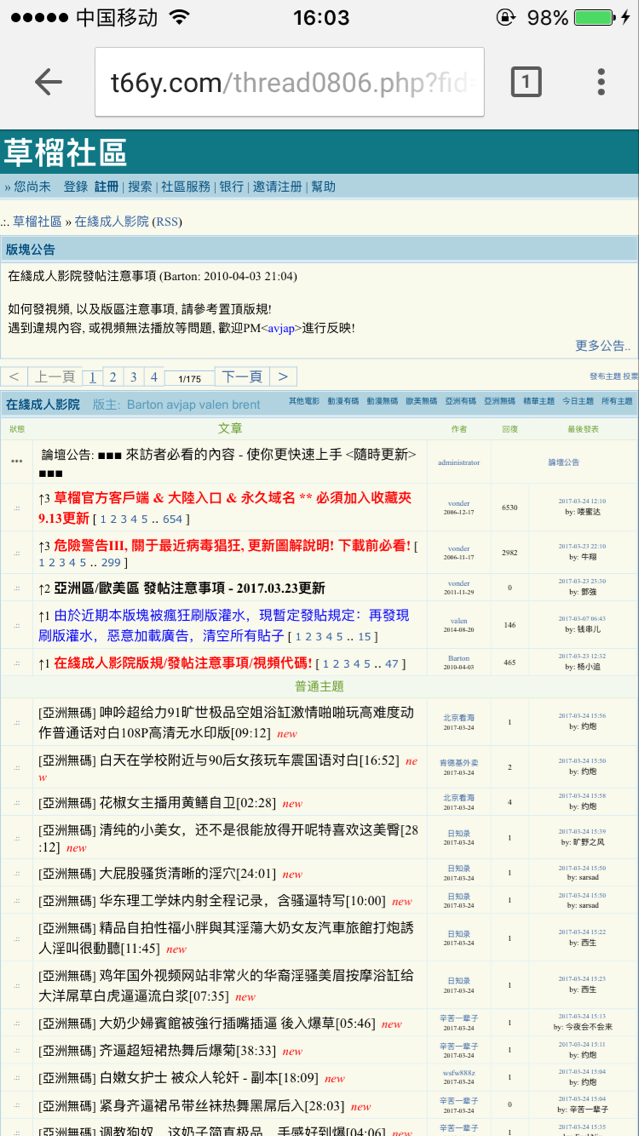 中国移动 16:03 98%
t66y.com/thread0806.php?fid=
1
草榴社區
» 您尚未 登錄 註冊 | 搜索 | 社區服務 | 银行 | 邀请注册 | 幫助
.:. 草榴社區 » 在綫成人影院 (RSS)
版塊公告
在綫成人影院發帖注意事項 (Barton: 2010-04-03 21:04)
如何發視頻, 以及版區注意事項, 請參考置頂版規!
遇到違規內容, 或視頻無法播放等問題, 歡迎PM<avjap>進行反映!
更多公告..
< 上一頁 1 2 3 4 1/175 下一頁 > 發布主題 投票
在綫成人影院 版主: Barton avjap valen brent 其他電影 動漫有碼 動漫無碼 歐美無碼 亞洲有碼 亞洲無碼 精華主題 今日主題 所有主題
狀態 文章 作者 回復 最後發表
論壇公告: ■■■ 來訪者必看的內容 - 使你更快速上手 <隨時更新>
■■■
administrator 論壇公告
↑3 草榴官方客戶端 & 大陸入口 & 永久域名 ** 必須加入收藏夾
9.13更新 [ 1 2 3 4 5 .. 654 ]
vonder 2006-12-17 6530 2017-03-24 12:10 by: 喽蜜达
↑3 危險警告III, 關于最近病毒猖狂, 更新圖解說明! 下載前必看! [
1 2 3 4 5 .. 299 ]
vonder 2006-11-17 2982 2017-03-23 22:10 by: 牛翔
↑2 亞洲區/歐美區 發帖注意事項 - 2017.03.23更新
vonder 2011-11-29 0 2017-03-23 23:30 by: 鄧強
↑1 由於近期本版塊被瘋狂刷版灌水，現暫定發貼規定：再發現
刷版灌水，惡意加載廣告，清空所有貼子 [ 1 2 3 4 5 .. 15 ]
valen 2014-08-20 146 2017-03-07 06:43 by: 钱串儿
↑1 在綫成人影院版規/發帖注意事項/視頻代碼! [ 1 2 3 4 5 .. 47 ]
Barton 2010-04-03 465 2017-03-23 12:32 by: 杨小追
普通主題
[亞洲無碼] 呻吟超给力91旷世极品空姐浴缸激情啪啪玩高难度动
作普通话对白108P高清无水印版[09:12] new
北京看海 2017-03-24 1 2017-03-24 15:56 by: 约炮
[亞洲無碼] 白天在学校附近与90后女孩玩车震国语对白[16:52] ne
w
肯德基外卖 2017-03-24 2 2017-03-24 15:50 by: 约炮
[亞洲無碼] 花椒女主播用黄鳝自卫[02:28] new
北京看海 2017-03-24 4 2017-03-24 15:58 by: 约炮
[亞洲無碼] 清纯的小美女，还不是很能放得开呢特喜欢这美臀[28
:12] new
日知录 2017-03-24 1 2017-03-24 15:39 by: 旷野之风
[亞洲無碼] 大屁股骚货清晰的淫穴[24:01] new
日知录 2017-03-24 1 2017-03-24 15:50 by: sarsad
[亞洲無碼] 华东理工学妹内射全程记录，含骚逼特写[10:00] new
日知录 2017-03-24 1 2017-03-24 15:50 by: sarsad
[亞洲無碼] 精品自拍性福小胖與其淫蕩大奶女友汽車旅館打炮誘
人淫叫很動聽[11:45] new
日知录 2017-03-24 1 2017-03-24 15:22 by: 西生
[亞洲無碼] 鸡年国外视频网站非常火的华裔淫骚美眉按摩浴缸给
大洋屌草白虎逼逼流白浆[07:35] new
日知录 2017-03-24 1 2017-03-24 15:23 by: 西生
[亞洲無碼] 大奶少婦賓館被強行插嘴插逼 後入爆草[05:46] new
辛苦一辈子 2017-03-24 1 2017-03-24 15:13 by: 今夜会不会来
[亞洲無碼] 齐逼超短裙热舞后爆菊[38:33] new
辛苦一辈子 2017-03-24 1 2017-03-24 15:11 by: 约炮
[亞洲無碼] 白嫩女护士 被众人轮奸 - 副本[18:09] new
wsfw888z 2017-03-24 1 2017-03-24 15:04 by: 约炮
[亞洲無碼] 紧身齐逼裙吊带丝袜热舞黑屌后入[28:03] new
辛苦一辈子 2017-03-24 0 2017-03-24 15:04 by: 辛苦一辈子
[亞洲無碼] 调教狗奴，这奶子简直极品，手感好到爆[04:06] new
辛苦一辈子 1